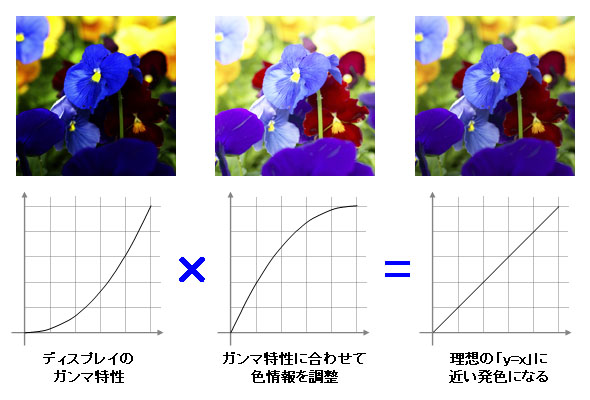 ディスプレイの
ガンマ特性
×
ガンマ特性に合わせて
色情報を調整
=
理想の「y=x」に
近い発色になる